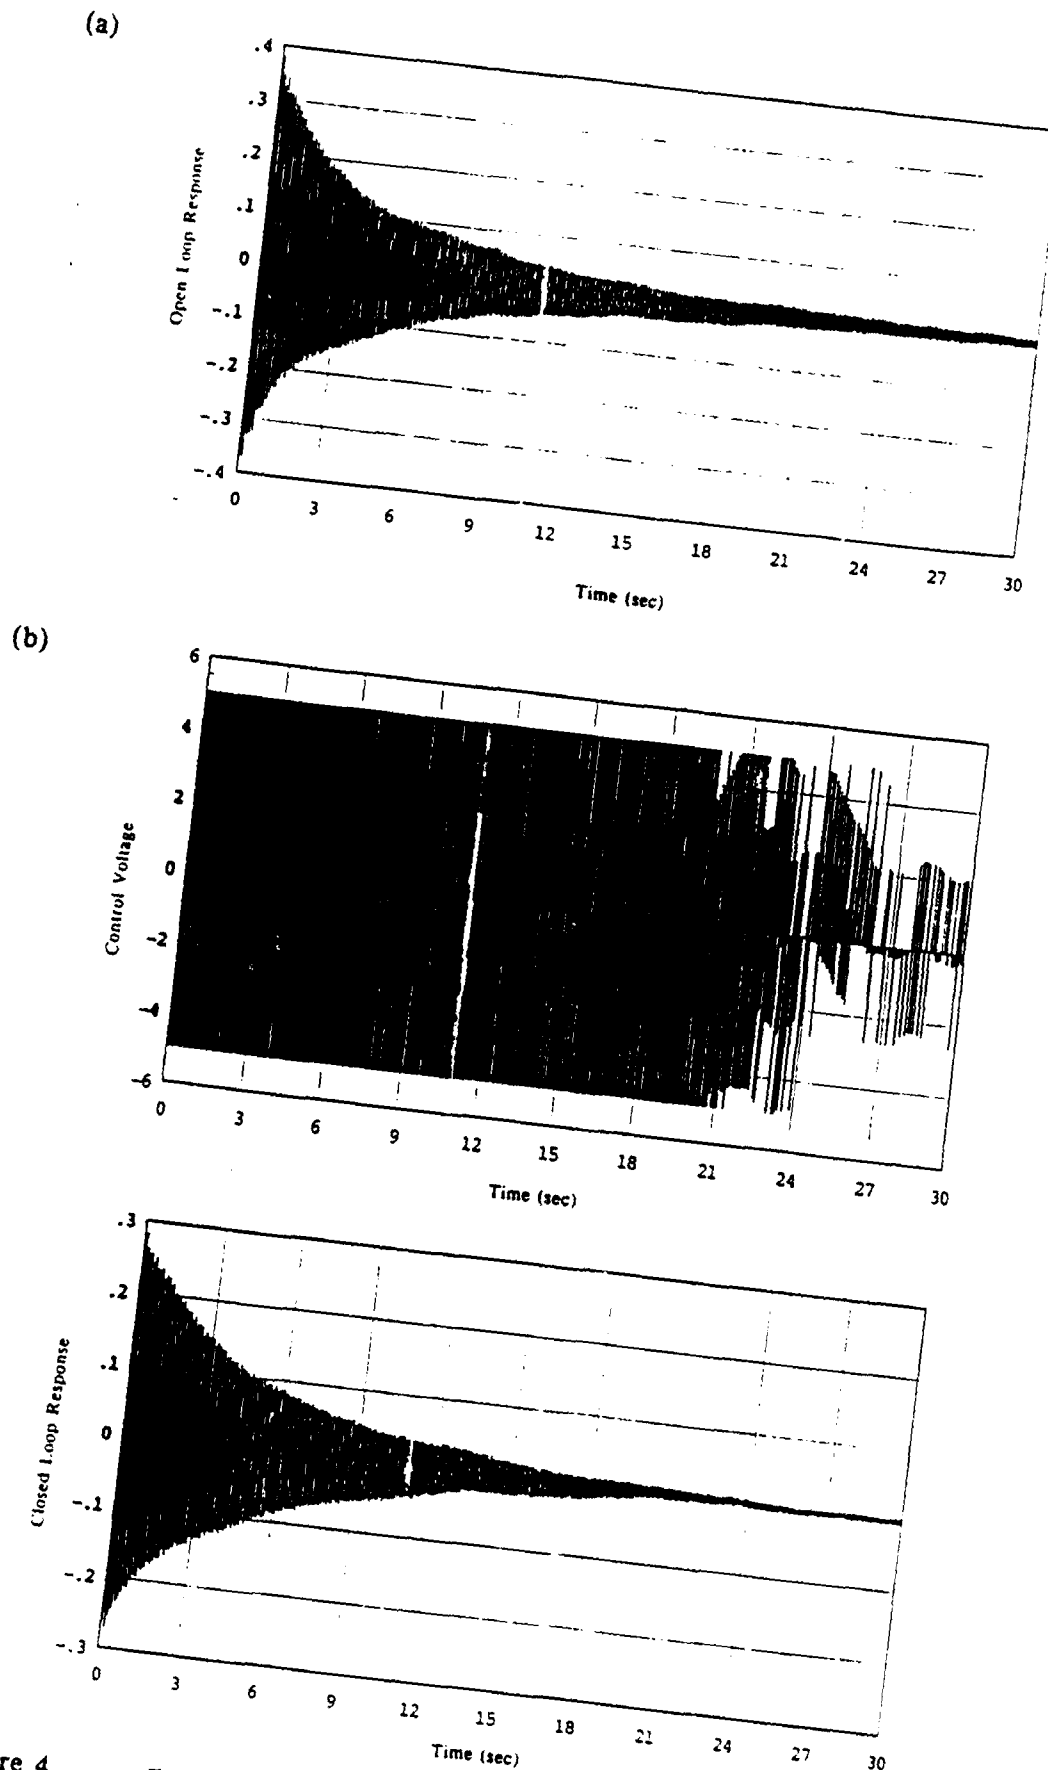 (a)
.4
.3
.2
.1
0
-.1
-.2
-.3
-.4
Open Loop Response
0 3 6 9 12 15 18 21 24 27 30
Time (sec)
(b)
6
4
2
0
-2
-4
-6
Control Voltage
0 3 6 9 12 15 18 21 24 27 30
Time (sec)
.3
.2
.1
0
-.1
-.2
-.3
Closed Loop Response
0 3 6 9 12 15 18 21 24 27 30
Time (sec)
re 4